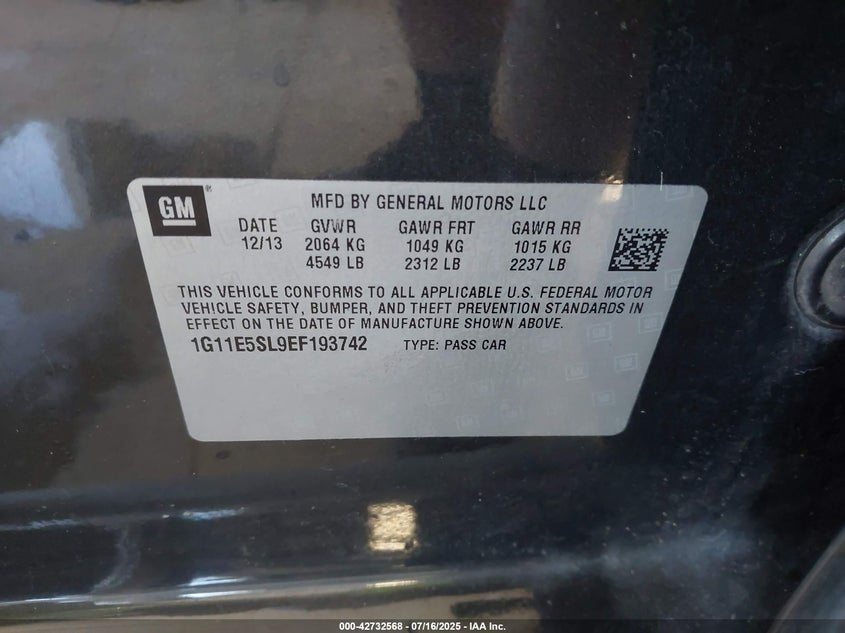 GM
MFD BY GENERAL MOTORS LLC
DATE GVWR GAWR FRT GAWR RR
12/13 2064 KG 1049 KG 1015 KG
4549 LB 2312 LB 2237 LB
THIS VEHICLE CONFORMS TO ALL APPLICABLE U.S. FEDERAL MOTOR
VEHICLE SAFETY, BUMPER, AND THEFT PREVENTION STANDARDS IN
EFFECT ON THE DATE OF MANUFACTURE SHOWN ABOVE.
1G11E5SL9EF193742 TYPE: PASS CAR
000-42732568 - 07/16/2025 - IAA Inc.